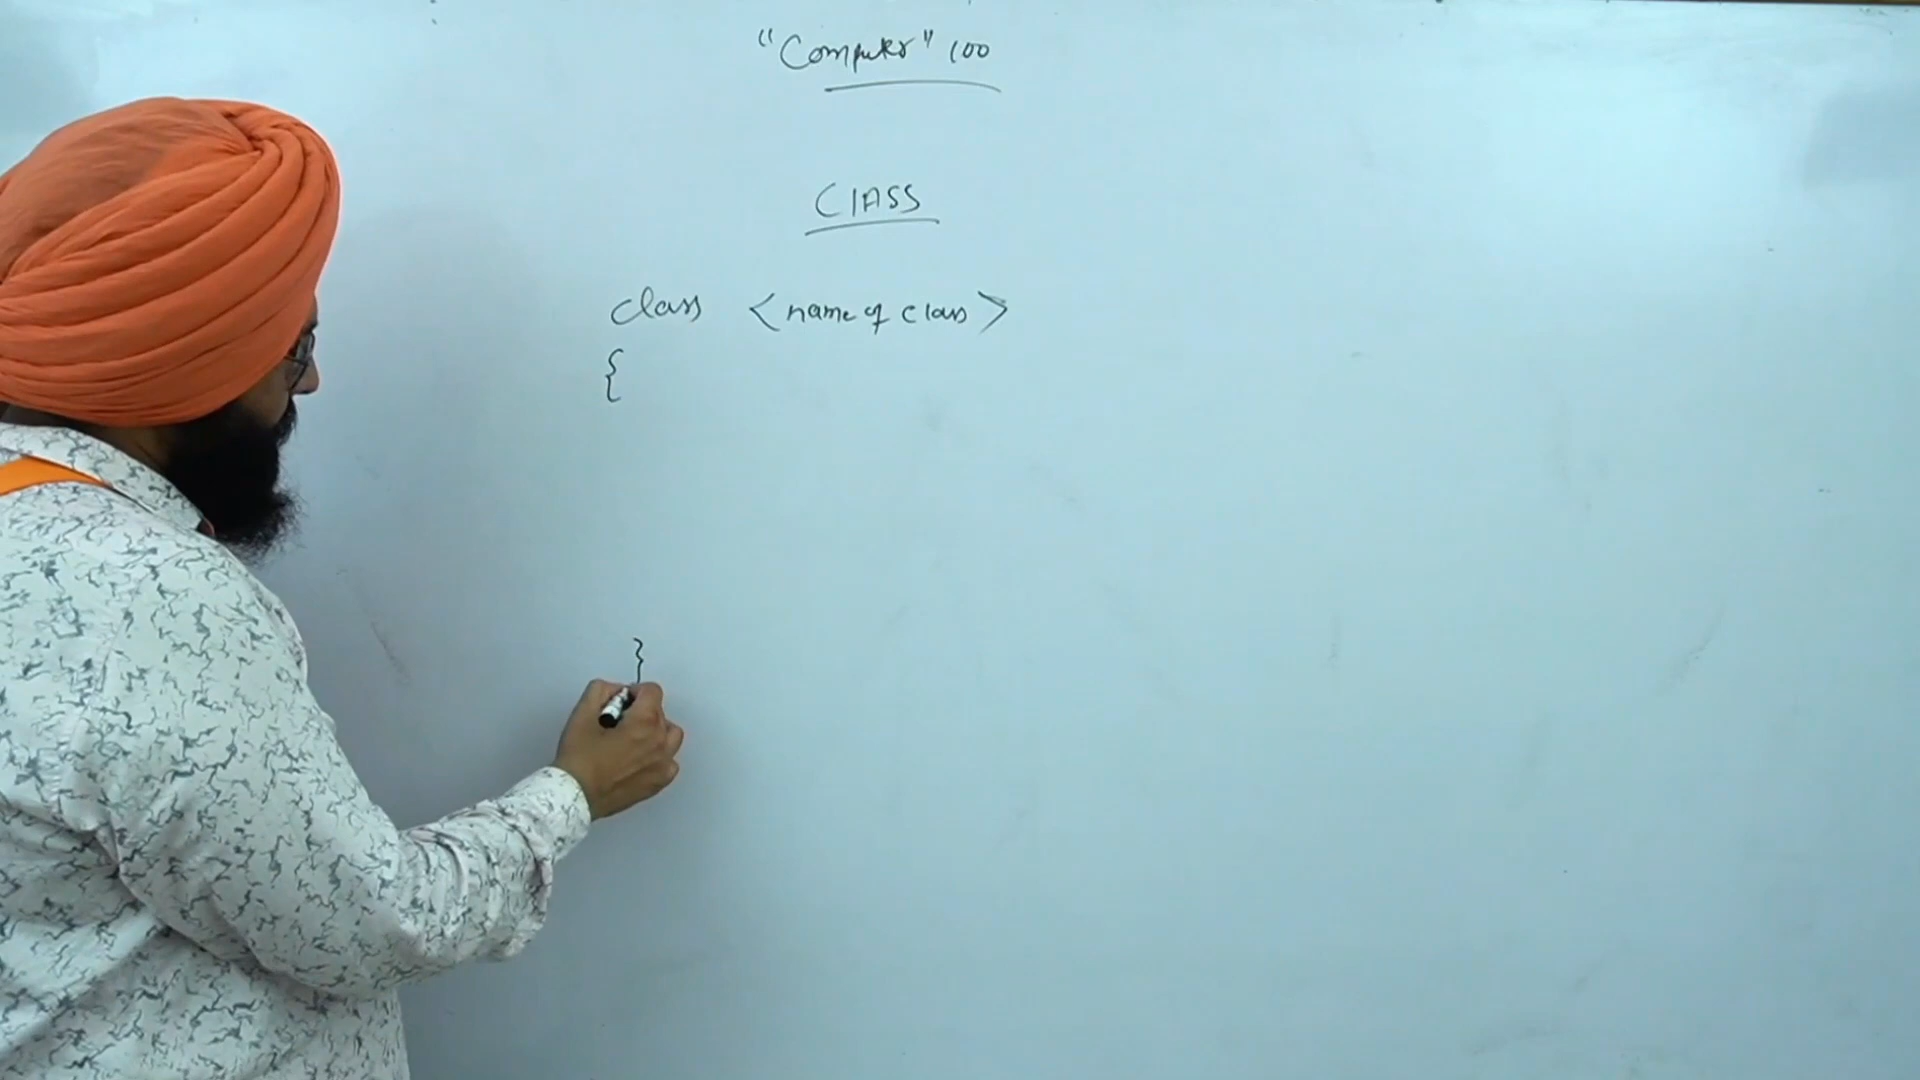 "Computer" 100
CLASS
class <name of class>
{
}